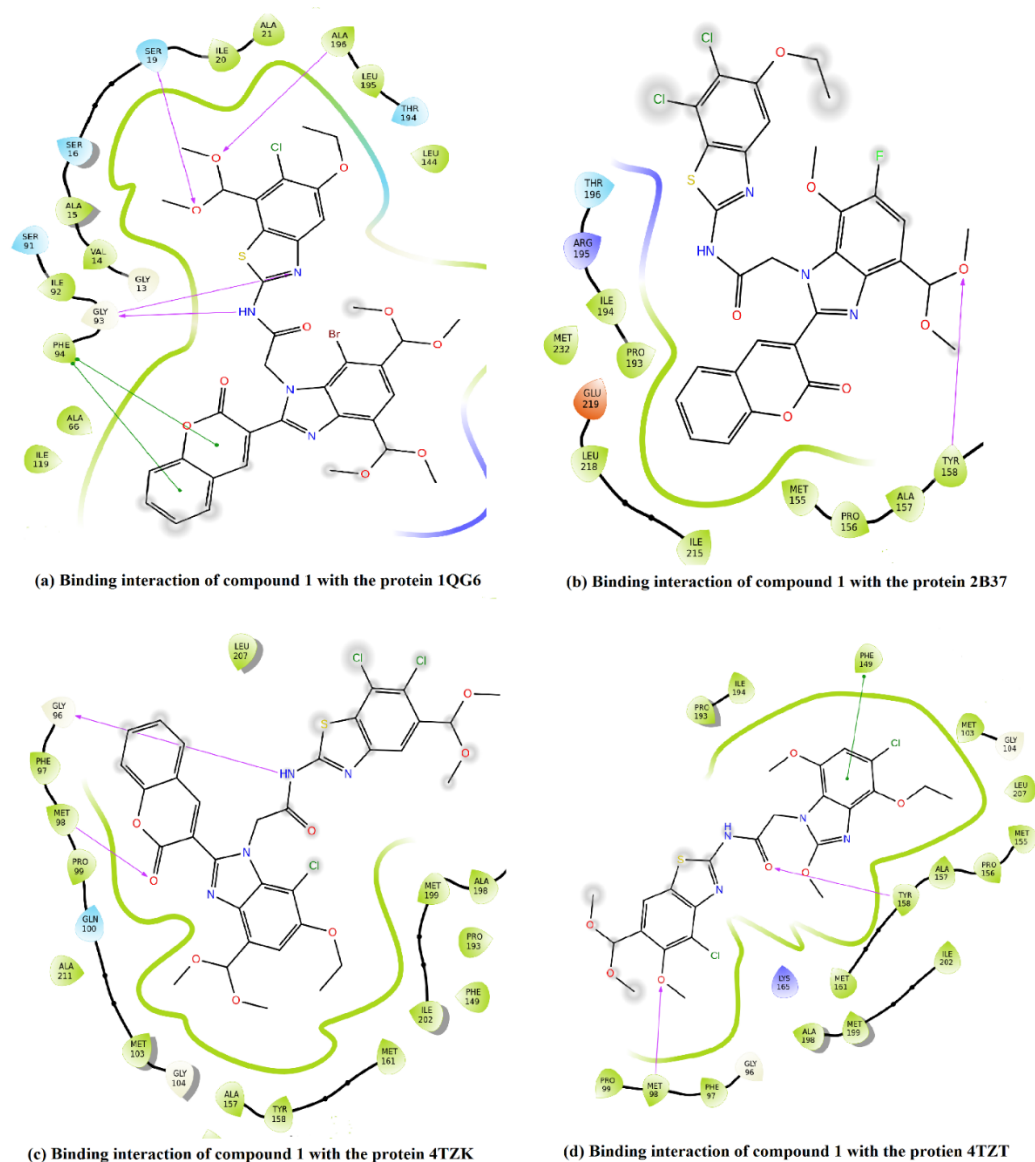 ALA
21
ILE
20
SER
19
ALA
196
LEU
195
THR
194
LEU
144
SER
16
ALA
15
SER
91
VAL
14
ILE
92
GLY
13
GLY
93
PHE
94
ALA
66
ILE
119
O
Cl
O
O
S
N
HN
O
Br
O
O
O
O
N
N
O
O
(a) Binding interaction of compound 1 with the protein 1QG6
Cl
O
Cl
F
S
N
O
HN
O
N
O
O
N
O
O
THR
196
ARG
195
ILE
194
MET
232
PRO
193
GLU
219
LEU
218
ILE
215
MET
155
PRO
156
ALA
157
TYR
158
(b) Binding interaction of compound 1 with the protein 2B37
LEU
207
GLY
96
PHE
97
MET
98
PRO
99
GLN
100
ALA
211
MET
103
GLY
104
ALA
157
TYR
158
MET
161
ILE
202
PHE
149
PRO
193
MET
199
ALA
198
Cl
Cl
O
S
O
HN
N
O
O
N
O
Cl
N
O
O
O
(c) Binding interaction of compound 1 with the protein 4TZK
PHE
149
ILE
194
PRO
193
MET
103
GLY
104
LEU
207
MET
155
PRO
156
ALA
157
TYR
158
ILE
202
LYS
165
MET
161
ALA
198
MET
199
GLY
96
PRO
99
MET
98
PHE
97
O
Cl
O
N
NH
N
O
O
S
N
O
Cl
O
O
(d) Binding interaction of compound 1 with the protien 4TZT